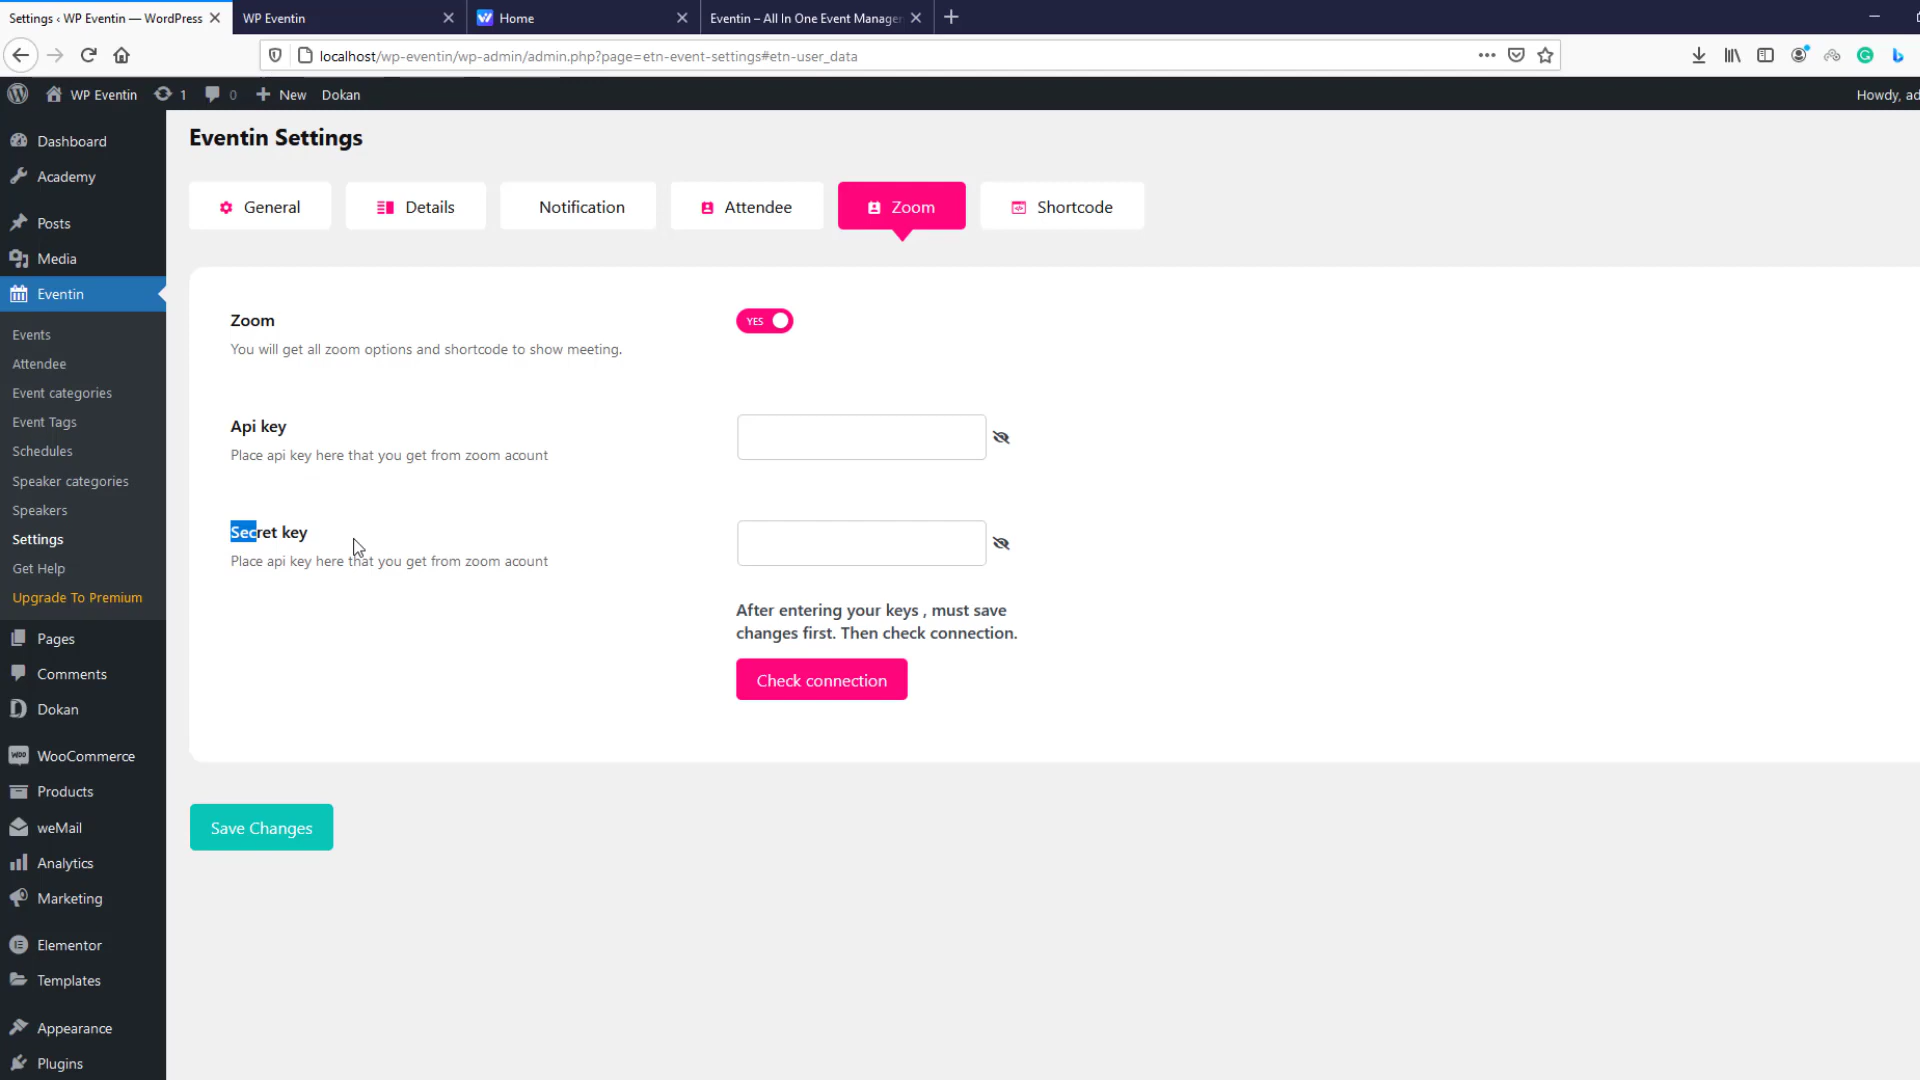 Settings ‹ WP Eventin — WordPress
WP Eventin
Home
Eventin – All In One Event Manager
localhost/wp-eventin/wp-admin/admin.php?page=etn-event-settings#etn-user_data
WP Eventin
1
0
New
Dokan
Howdy, ad
Dashboard
Academy
Posts
Media
Eventin
Events
Attendee
Event categories
Event Tags
Schedules
Speaker categories
Speakers
Settings
Get Help
Upgrade To Premium
Pages
Comments
Dokan
WooCommerce
Products
weMail
Analytics
Marketing
Elementor
Templates
Appearance
Plugins
Eventin Settings
General
Details
Notification
Attendee
Zoom
Shortcode
Zoom
You will get all zoom options and shortcode to show meeting.
YES
Api key
Place api key here that you get from zoom acount
Secret key
Place api key here that you get from zoom acount
After entering your keys , must save
changes first. Then check connection.
Check connection
Save Changes